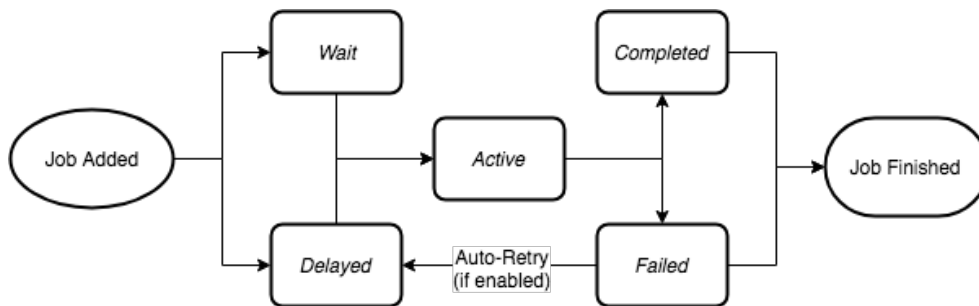 Wait
Completed
Job Added
Active
Job Finished
Delayed
Auto-Retry
(if enabled)
Failed